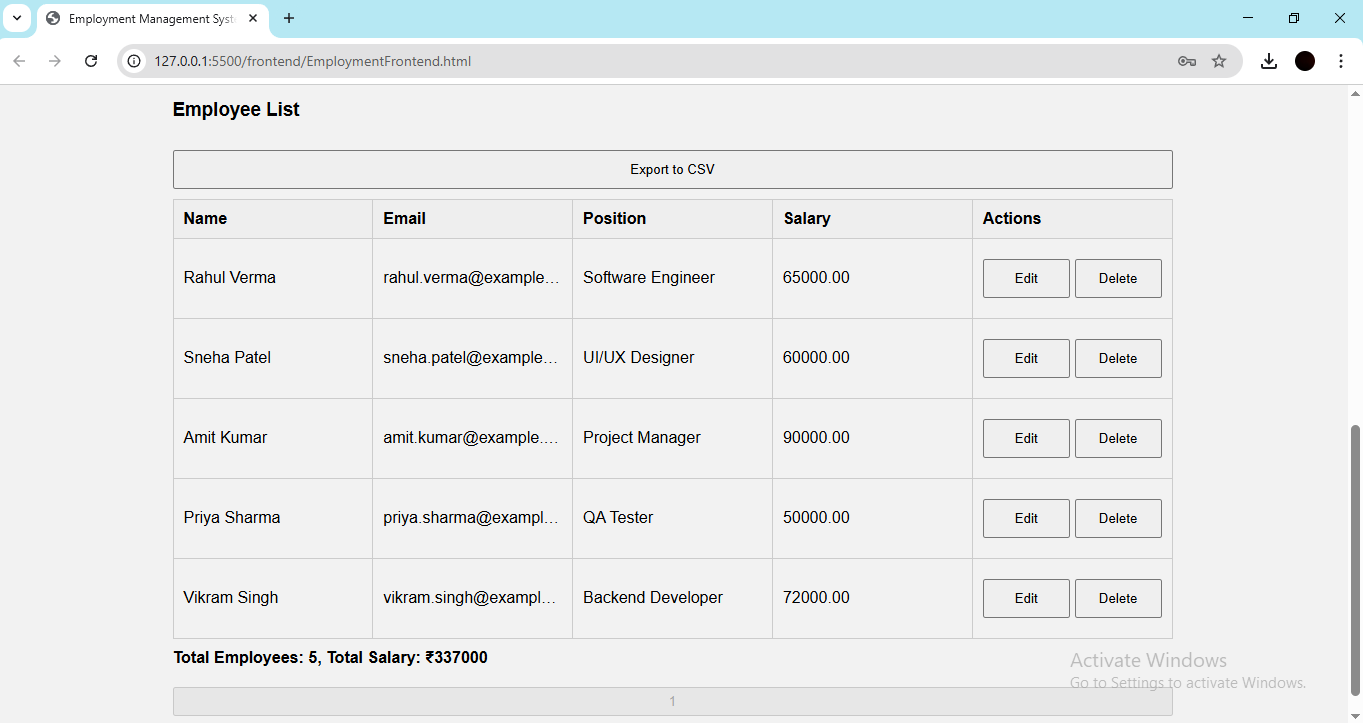 Employment Management Syst
127.0.0.1:5500/frontend/EmploymentFrontend.html
Employee List
Export to CSV
Name Email Position Salary Actions
Rahul Verma rahul.verma@example... Software Engineer 65000.00 Edit Delete
Sneha Patel sneha.patel@example... UI/UX Designer 60000.00 Edit Delete
Amit Kumar amit.kumar@example.... Project Manager 90000.00 Edit Delete
Priya Sharma priya.sharma@exampl... QA Tester 50000.00 Edit Delete
Vikram Singh vikram.singh@exampl... Backend Developer 72000.00 Edit Delete
Total Employees: 5, Total Salary: ₹337000
Activate Windows
Go to Settings to activate Windows.
1